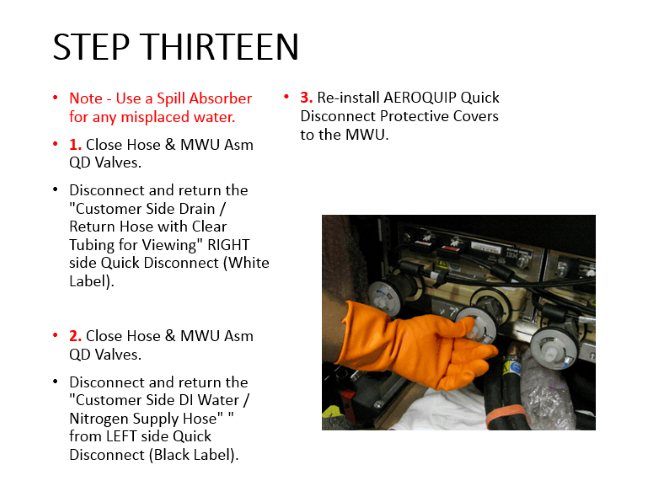 STEP THIRTEEN
• Note - Use a Spill Absorber
for any misplaced water.
• 1. Close Hose & MWU Asm
QD Valves.
• Disconnect and return the
"Customer Side Drain /
Return Hose with Clear
Tubing for Viewing" RIGHT
side Quick Disconnect (White
Label).
• 2. Close Hose & MWU Asm
QD Valves.
• Disconnect and return the
"Customer Side DI Water /
Nitrogen Supply Hose" "
from LEFT side Quick
Disconnect (Black Label).
• 3. Re-install AEROQUIP Quick
Disconnect Protective Covers
to the MWU.